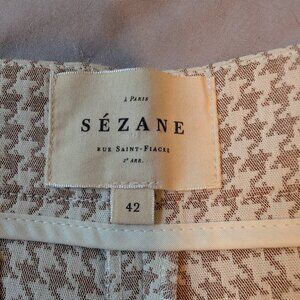 à Paris
SÉZANE
Rue Saint-Fiacre
2e Arr.
42